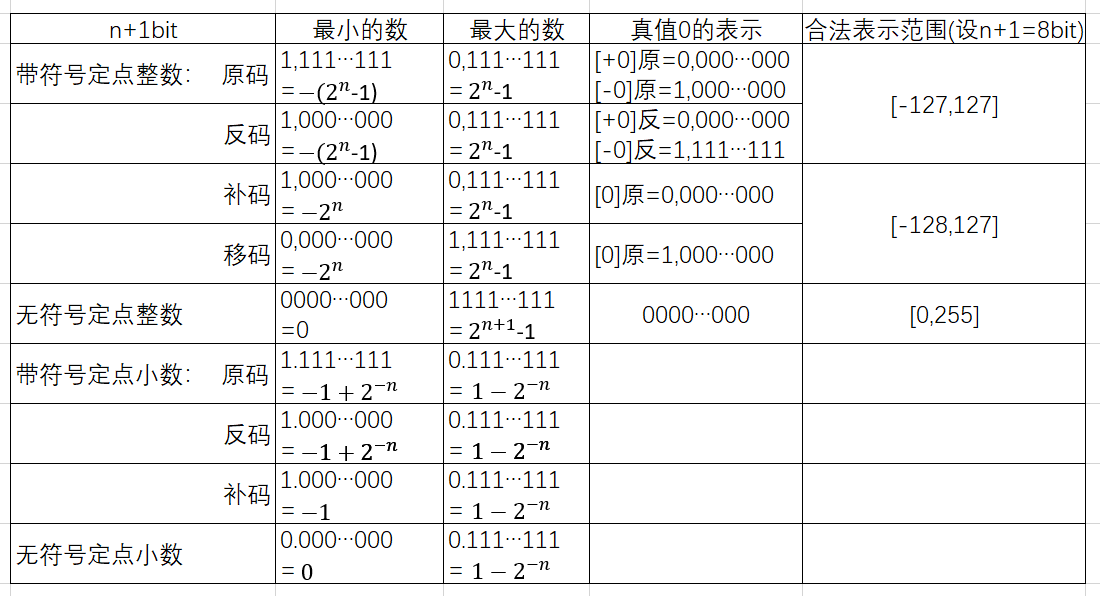 n+1bit 最小的数 最大的数 真值0的表示 合法表示范围(设n+1=8bit)
带符号定点整数： 原码 1,111…111 0,111…111 [+0]原=0,000…000 [-127,127]
=−(2ⁿ-1) = 2ⁿ-1 [-0]原=1,000…000
反码 1,000…000 0,111…111 [+0]反=0,000…000
=−(2ⁿ-1) = 2ⁿ-1 [-0]反=1,111…111
补码 1,000…000 0,111…111 [0]原=0,000…000 [-128,127]
= −2ⁿ = 2ⁿ-1
移码 0,000…000 1,111…111 [0]原=1,000…000
= −2ⁿ = 2ⁿ-1
无符号定点整数 0000…000 1111…111 0000…000 [0,255]
=0 = 2ⁿ⁺¹-1
带符号定点小数： 原码 1.111…111 0.111…111
= −1 + 2⁻ⁿ = 1 − 2⁻ⁿ
反码 1.000…000 0.111…111
= −1 + 2⁻ⁿ = 1 − 2⁻ⁿ
补码 1.000…000 0.111…111
= −1 = 1 − 2⁻ⁿ
无符号定点小数 0.000…000 0.111…111
= 0 = 1 − 2⁻ⁿ